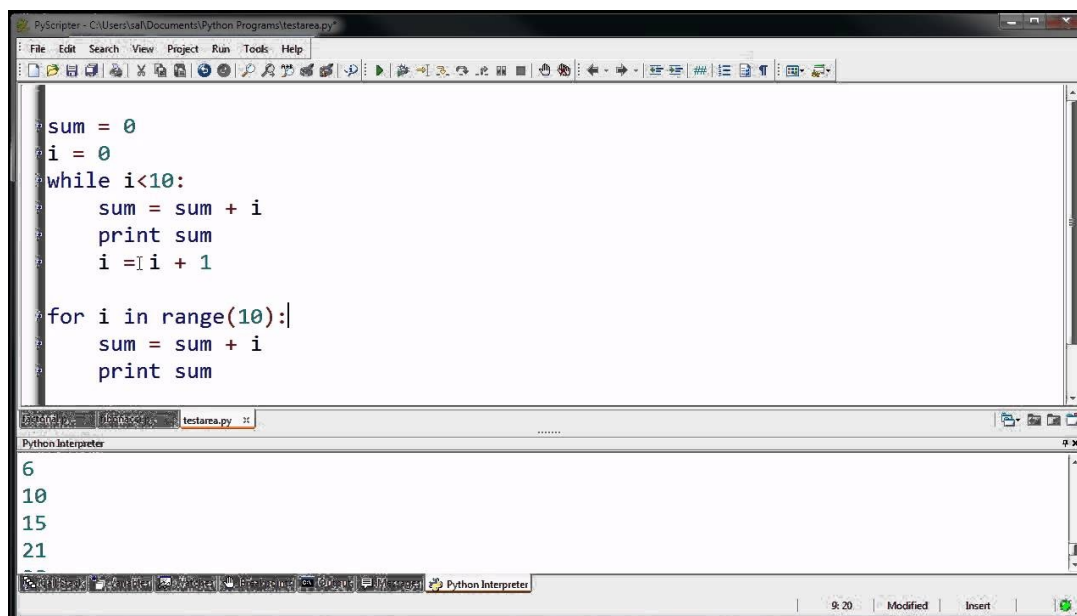 PyScripter - C:\Users\sal\Documents\Python Programs\testarea.py*
File Edit Search View Project Run Tools Help
sum = 0
i = 0
while i<10:
    sum = sum + i
    print sum
    i = i + 1
for i in range(10):
    sum = sum + i
    print sum
testarea.py
Python Interpreter
6
10
15
21
Python Interpreter
9: 20 Modified Insert